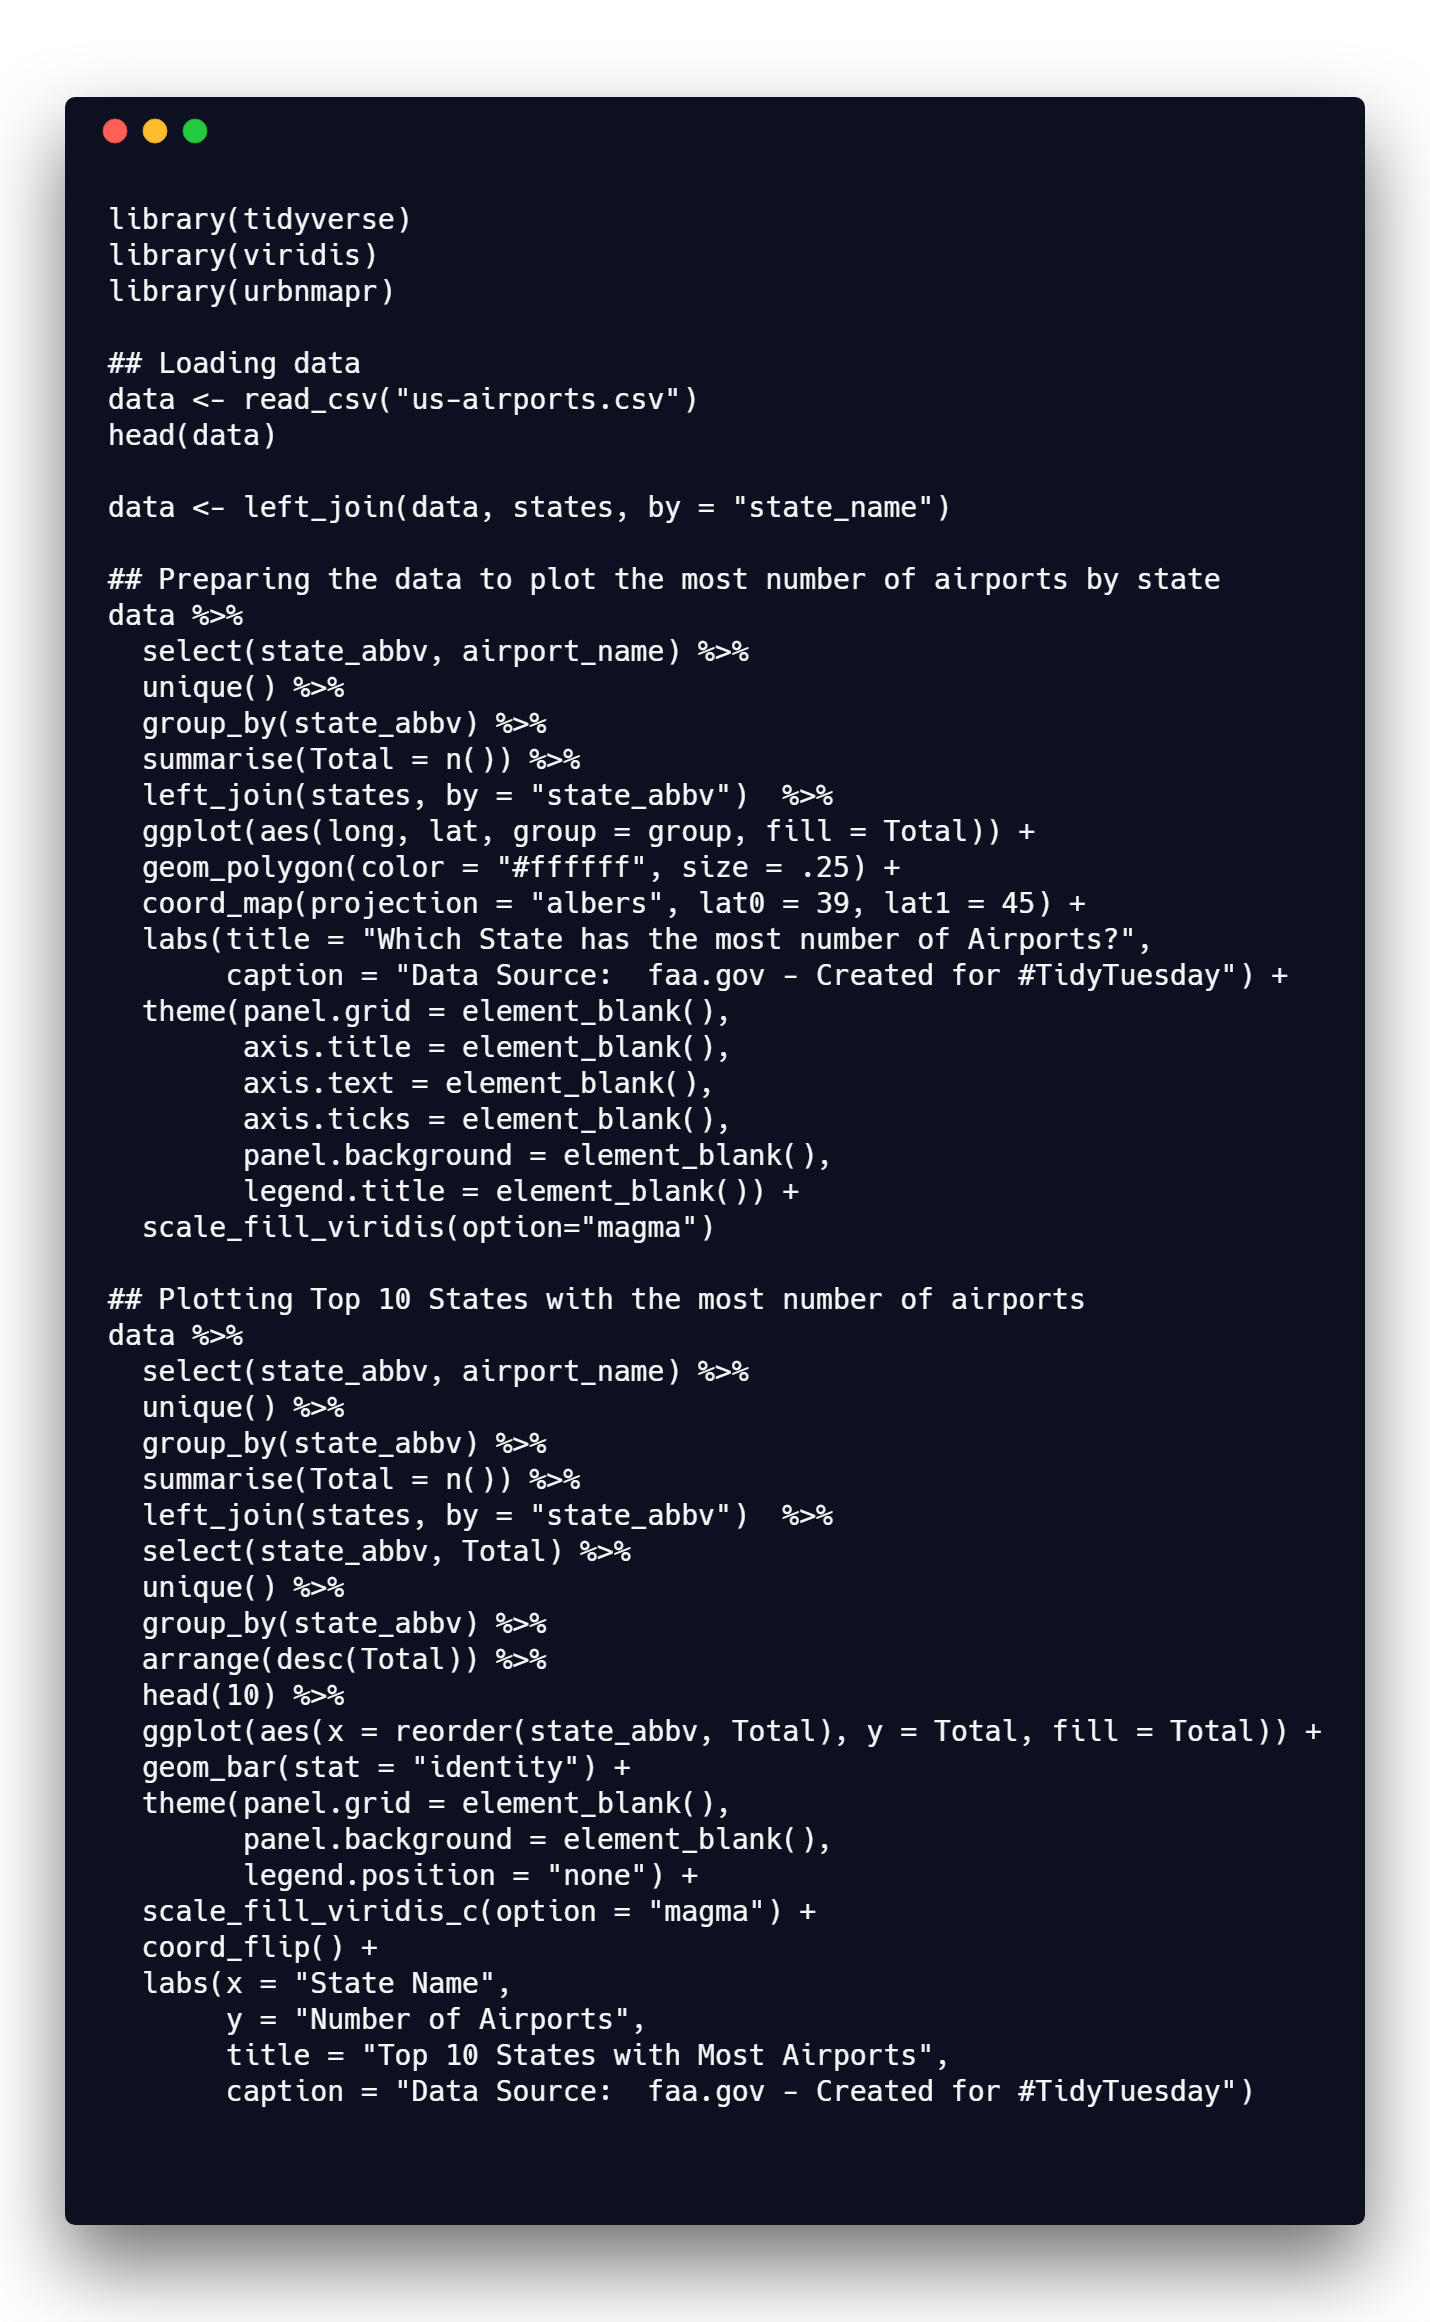 library(tidyverse)
library(viridis)
library(urbnmapr)

## Loading data
data <- read_csv("us-airports.csv")
head(data)

data <- left_join(data, states, by = "state_name")

## Preparing the data to plot the most number of airports by state
data %>%
  select(state_abbv, airport_name) %>%
  unique() %>%
  group_by(state_abbv) %>%
  summarise(Total = n()) %>%
  left_join(states, by = "state_abbv")  %>%
  ggplot(aes(long, lat, group = group, fill = Total)) +
  geom_polygon(color = "#ffffff", size = .25) +
  coord_map(projection = "albers", lat0 = 39, lat1 = 45) +
  labs(title = "Which State has the most number of Airports?",
       caption = "Data Source:  faa.gov - Created for #TidyTuesday") +
  theme(panel.grid = element_blank(),
        axis.title = element_blank(),
        axis.text = element_blank(),
        axis.ticks = element_blank(),
        panel.background = element_blank(),
        legend.title = element_blank()) +
  scale_fill_viridis(option="magma")

## Plotting Top 10 States with the most number of airports
data %>%
  select(state_abbv, airport_name) %>%
  unique() %>%
  group_by(state_abbv) %>%
  summarise(Total = n()) %>%
  left_join(states, by = "state_abbv")  %>%
  select(state_abbv, Total) %>%
  unique() %>%
  group_by(state_abbv) %>%
  arrange(desc(Total)) %>%
  head(10) %>%
  ggplot(aes(x = reorder(state_abbv, Total), y = Total, fill = Total)) +
  geom_bar(stat = "identity") +
  theme(panel.grid = element_blank(),
        panel.background = element_blank(),
        legend.position = "none") +
  scale_fill_viridis_c(option = "magma") +
  coord_flip() +
  labs(x = "State Name",
       y = "Number of Airports",
       title = "Top 10 States with Most Airports",
       caption = "Data Source:  faa.gov - Created for #TidyTuesday")